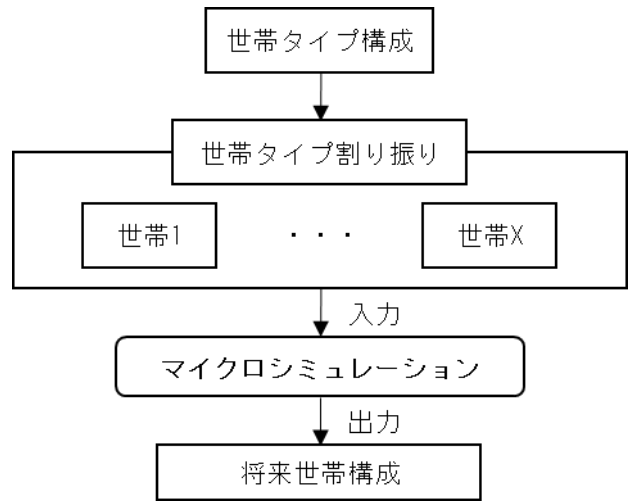 世帯タイプ構成
世帯タイプ割り振り
世帯1 ・・・ 世帯X
入力
マイクロシミュレーション
出力
将来世帯構成